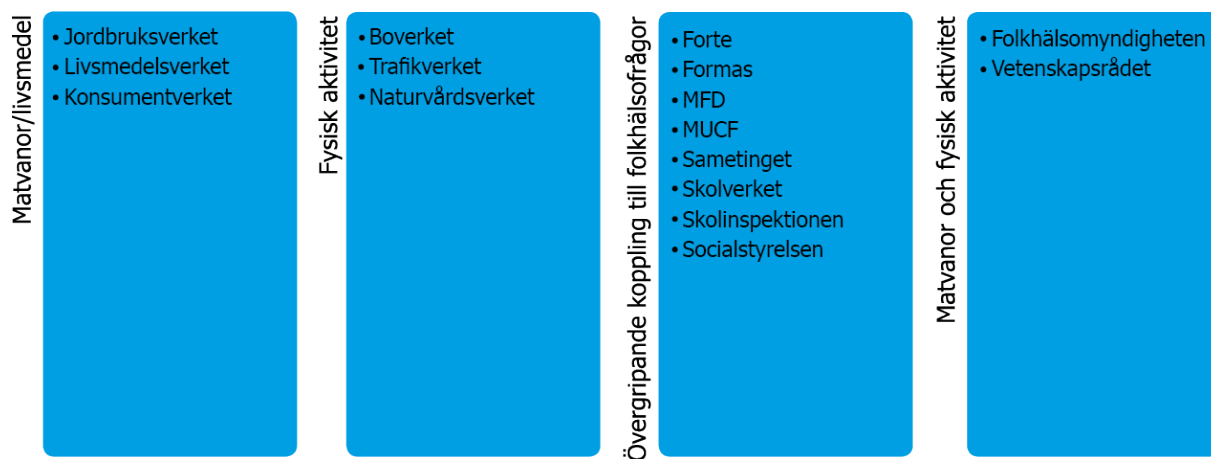 Matvanor/livsmedel
• Jordbruksverket
• Livsmedelsverket
• Konsumentverket
Fysisk aktivitet
• Boverket
• Trafikverket
• Naturvårdsverket
Övergripande koppling till folkhälsofrågor
• Forte
• Formas
• MFD
• MUCF
• Sametinget
• Skolverket
• Skolinspektionen
• Socialstyrelsen
Matvanor och fysisk aktivitet
• Folkhälsomyndigheten
• Vetenskapsrådet